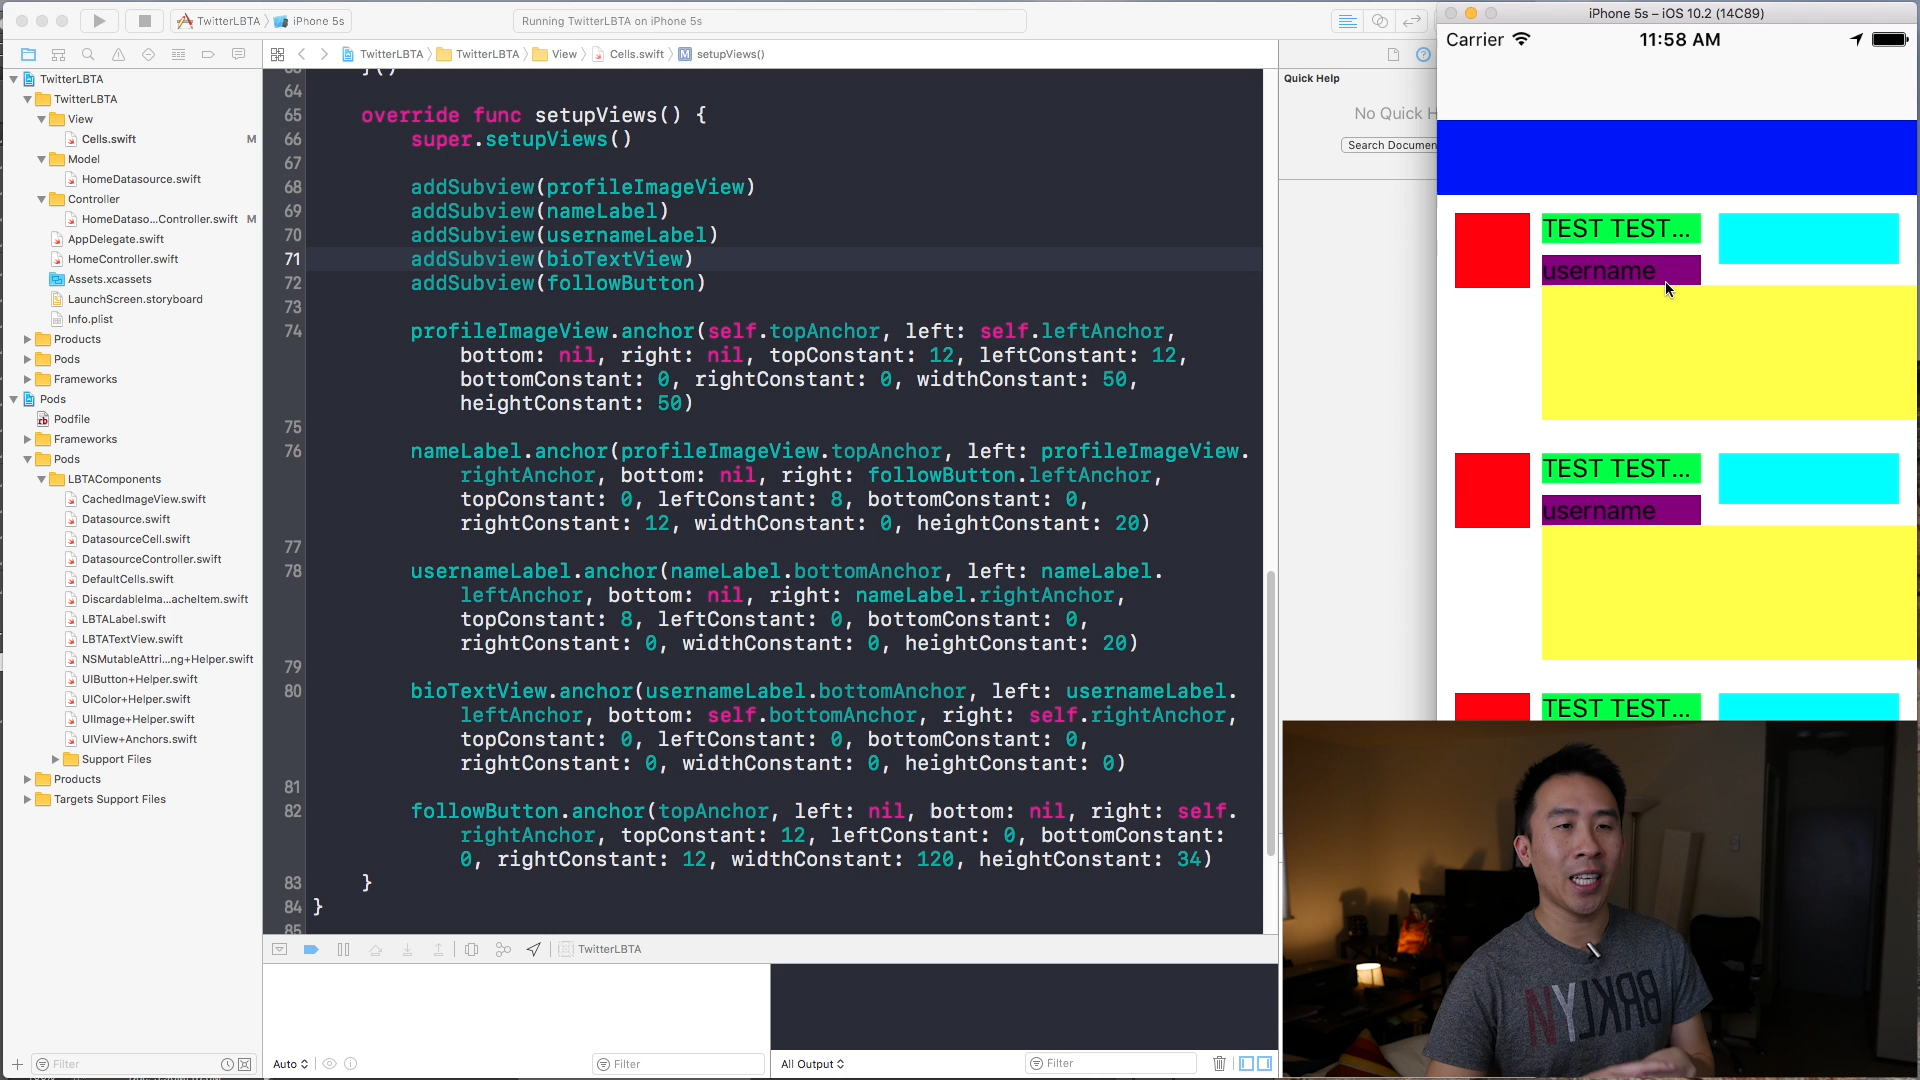 TwitterLBTA
iPhone 5s
Running TwitterLBTA on iPhone 5s
iPhone 5s – iOS 10.2 (14C89)
Carrier
11:58 AM
TwitterLBTA
TwitterLBTA
View
Cells.swift
setupViews()
Quick Help
No Quick H
Search Documen
TwitterLBTA
TwitterLBTA
View
Cells.swift
M
Model
HomeDatasource.swift
Controller
HomeDataso...Controller.swift
M
AppDelegate.swift
HomeController.swift
Assets.xcassets
LaunchScreen.storyboard
Info.plist
Products
Pods
Frameworks
Pods
Podfile
Frameworks
Pods
LBTAComponents
CachedImageView.swift
Datasource.swift
DatasourceCell.swift
DatasourceController.swift
DefaultCells.swift
DiscardableIma...acheItem.swift
LBTALabel.swift
LBTATextView.swift
NSMutableAttri...ng+Helper.swift
UIButton+Helper.swift
UIColor+Helper.swift
UIImage+Helper.swift
UIView+Anchors.swift
Support Files
Products
Targets Support Files
Filter
63 }()
64
65 override func setupViews() {
66 super.setupViews()
67
68 addSubview(profileImageView)
69 addSubview(nameLabel)
70 addSubview(usernameLabel)
71 addSubview(bioTextView)
72 addSubview(followButton)
73
74 profileImageView.anchor(self.topAnchor, left: self.leftAnchor,
bottom: nil, right: nil, topConstant: 12, leftConstant: 12,
bottomConstant: 0, rightConstant: 0, widthConstant: 50,
heightConstant: 50)
75
76 nameLabel.anchor(profileImageView.topAnchor, left: profileImageView.
rightAnchor, bottom: nil, right: followButton.leftAnchor,
topConstant: 0, leftConstant: 8, bottomConstant: 0,
rightConstant: 12, widthConstant: 0, heightConstant: 20)
77
78 usernameLabel.anchor(nameLabel.bottomAnchor, left: nameLabel.
leftAnchor, bottom: nil, right: nameLabel.rightAnchor,
topConstant: 8, leftConstant: 0, bottomConstant: 0,
rightConstant: 0, widthConstant: 0, heightConstant: 20)
79
80 bioTextView.anchor(usernameLabel.bottomAnchor, left: usernameLabel.
leftAnchor, bottom: self.bottomAnchor, right: self.rightAnchor,
topConstant: 0, leftConstant: 0, bottomConstant: 0,
rightConstant: 0, widthConstant: 0, heightConstant: 0)
81
82 followButton.anchor(topAnchor, left: nil, bottom: nil, right: self.
rightAnchor, topConstant: 12, leftConstant: 0, bottomConstant:
0, rightConstant: 12, widthConstant: 120, heightConstant: 34)
83 }
84 }
85
TwitterLBTA
Auto
Filter
All Output
Filter
TEST TEST...
username
TEST TEST...
username
TEST TEST...
BRKLYN